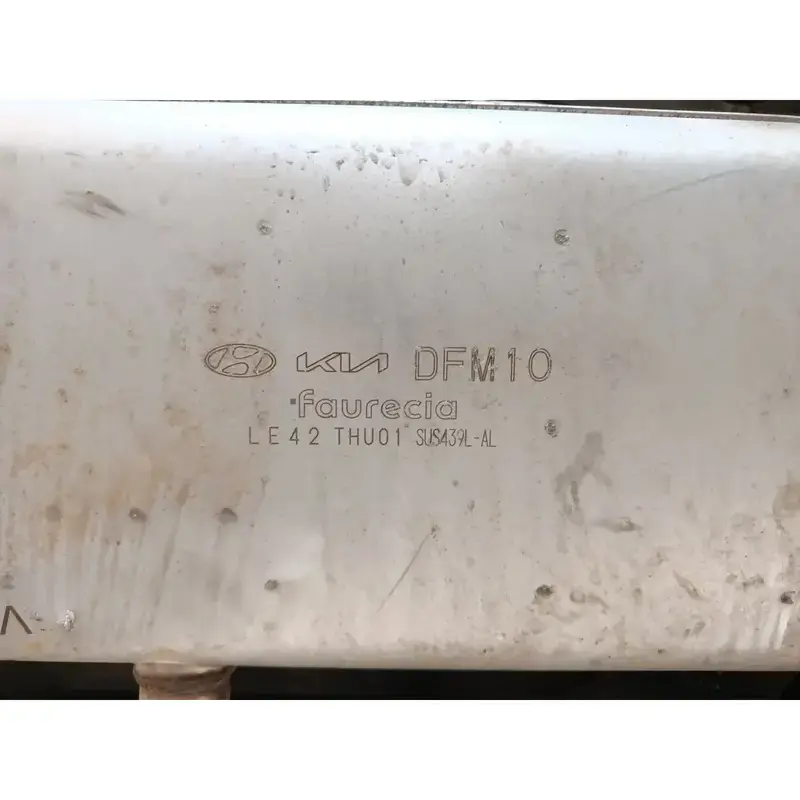 KIA DFM10
faurecia
LE42 THU01 SUS439L-AL